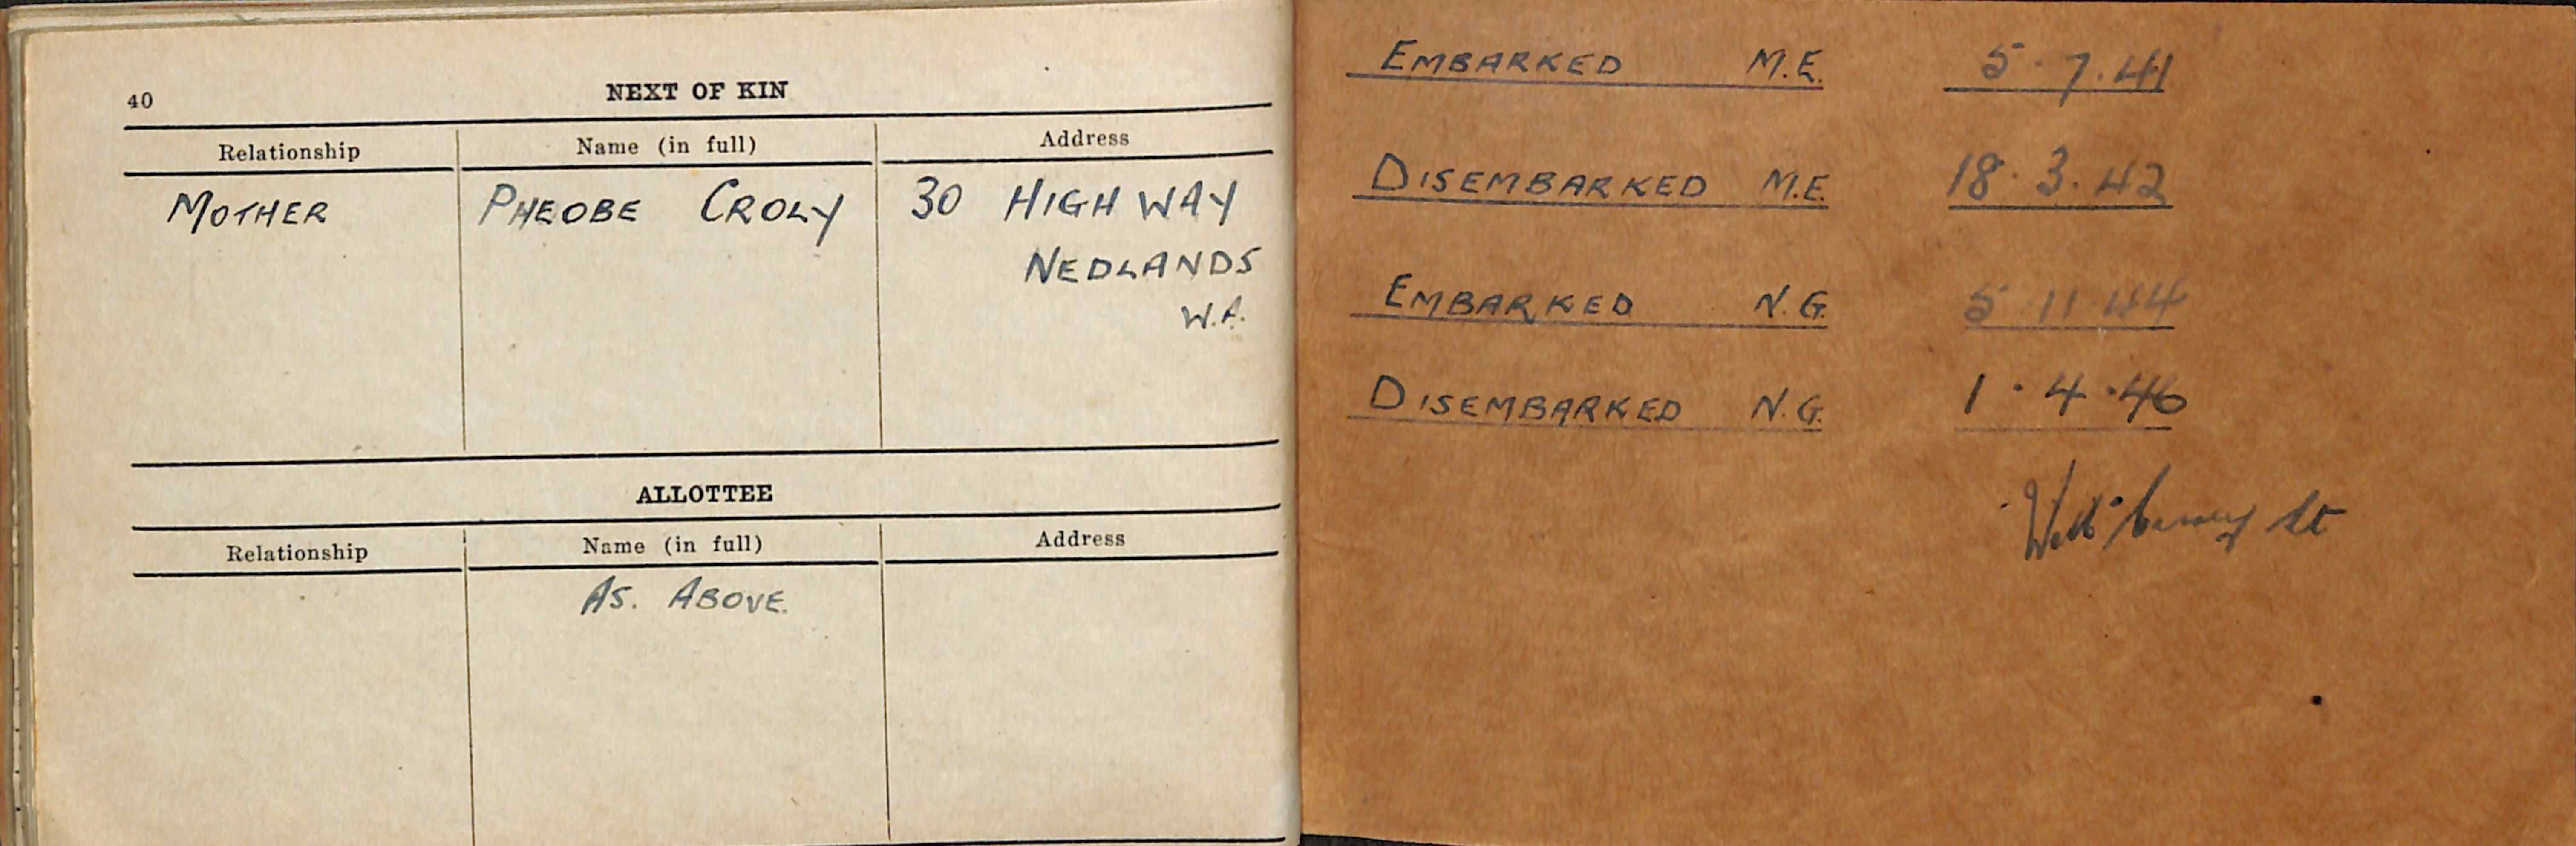 40
NEXT OF KIN
Relationship Name (in full) Address
MOTHER PHEOBE CROLY 30 HIGHWAY
NEDLANDS
W.A.
ALLOTTEE
Relationship Name (in full) Address
AS. ABOVE.
EMBARKED M.E. 5.7.41
DISEMBARKED M.E. 18.3.42
EMBARKED N.G. 5.11.44
DISEMBARKED N.G. 1.4.46
Lt